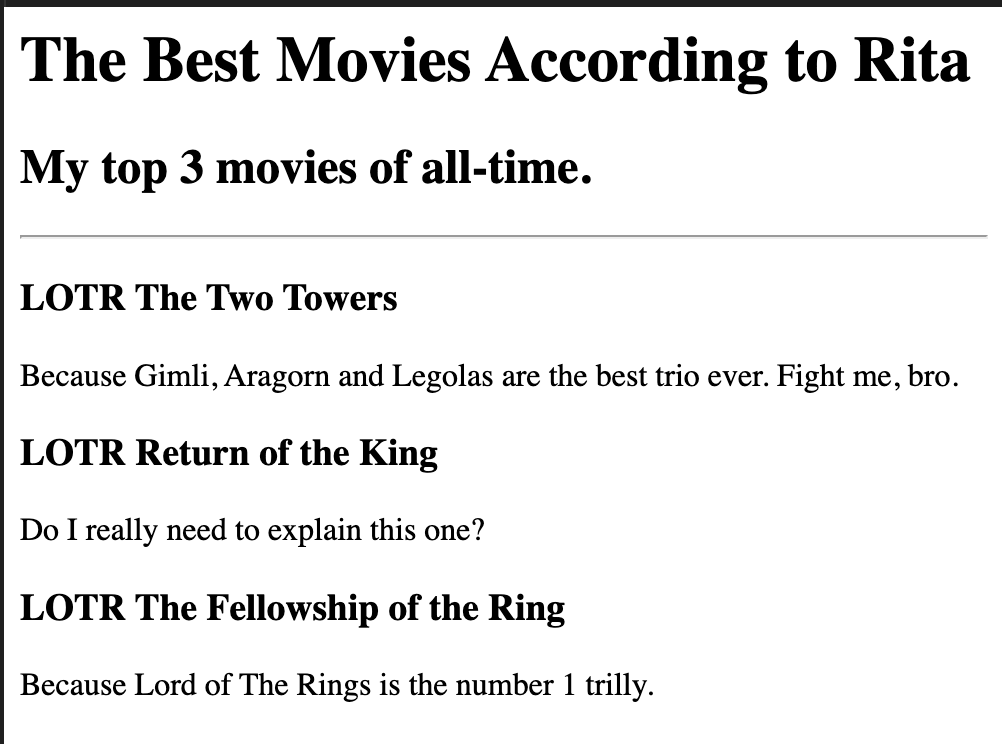 The Best Movies According to Rita
My top 3 movies of all-time.
LOTR The Two Towers
Because Gimli, Aragorn and Legolas are the best trio ever. Fight me, bro.
LOTR Return of the King
Do I really need to explain this one?
LOTR The Fellowship of the Ring
Because Lord of The Rings is the number 1 trilly.